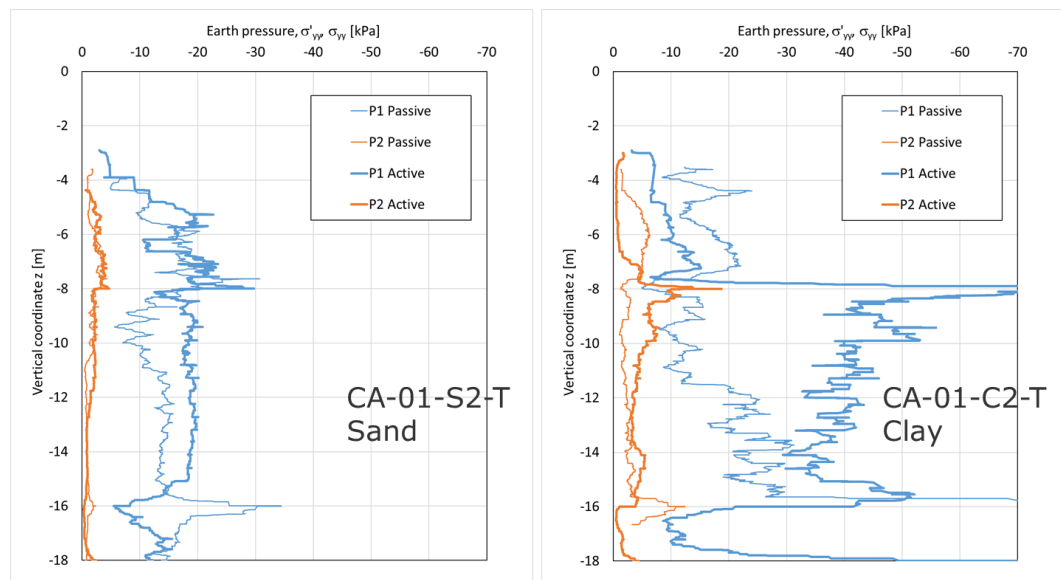 Earth pressure, σ'yy, σyy [kPa]
0 -10 -20 -30 -40 -50 -60 -70
0
-2
-4
-6
-8
-10
-12
-14
-16
-18
Vertical coordinate z [m]
P1 Passive
P2 Passive
P1 Active
P2 Active
CA-01-S2-T
Sand
Earth pressure, σ'yy, σyy [kPa]
0 -10 -20 -30 -40 -50 -60 -70
0
-2
-4
-6
-8
-10
-12
-14
-16
-18
Vertical coordinate z [m]
P1 Passive
P2 Passive
P1 Active
P2 Active
CA-01-C2-T
Clay